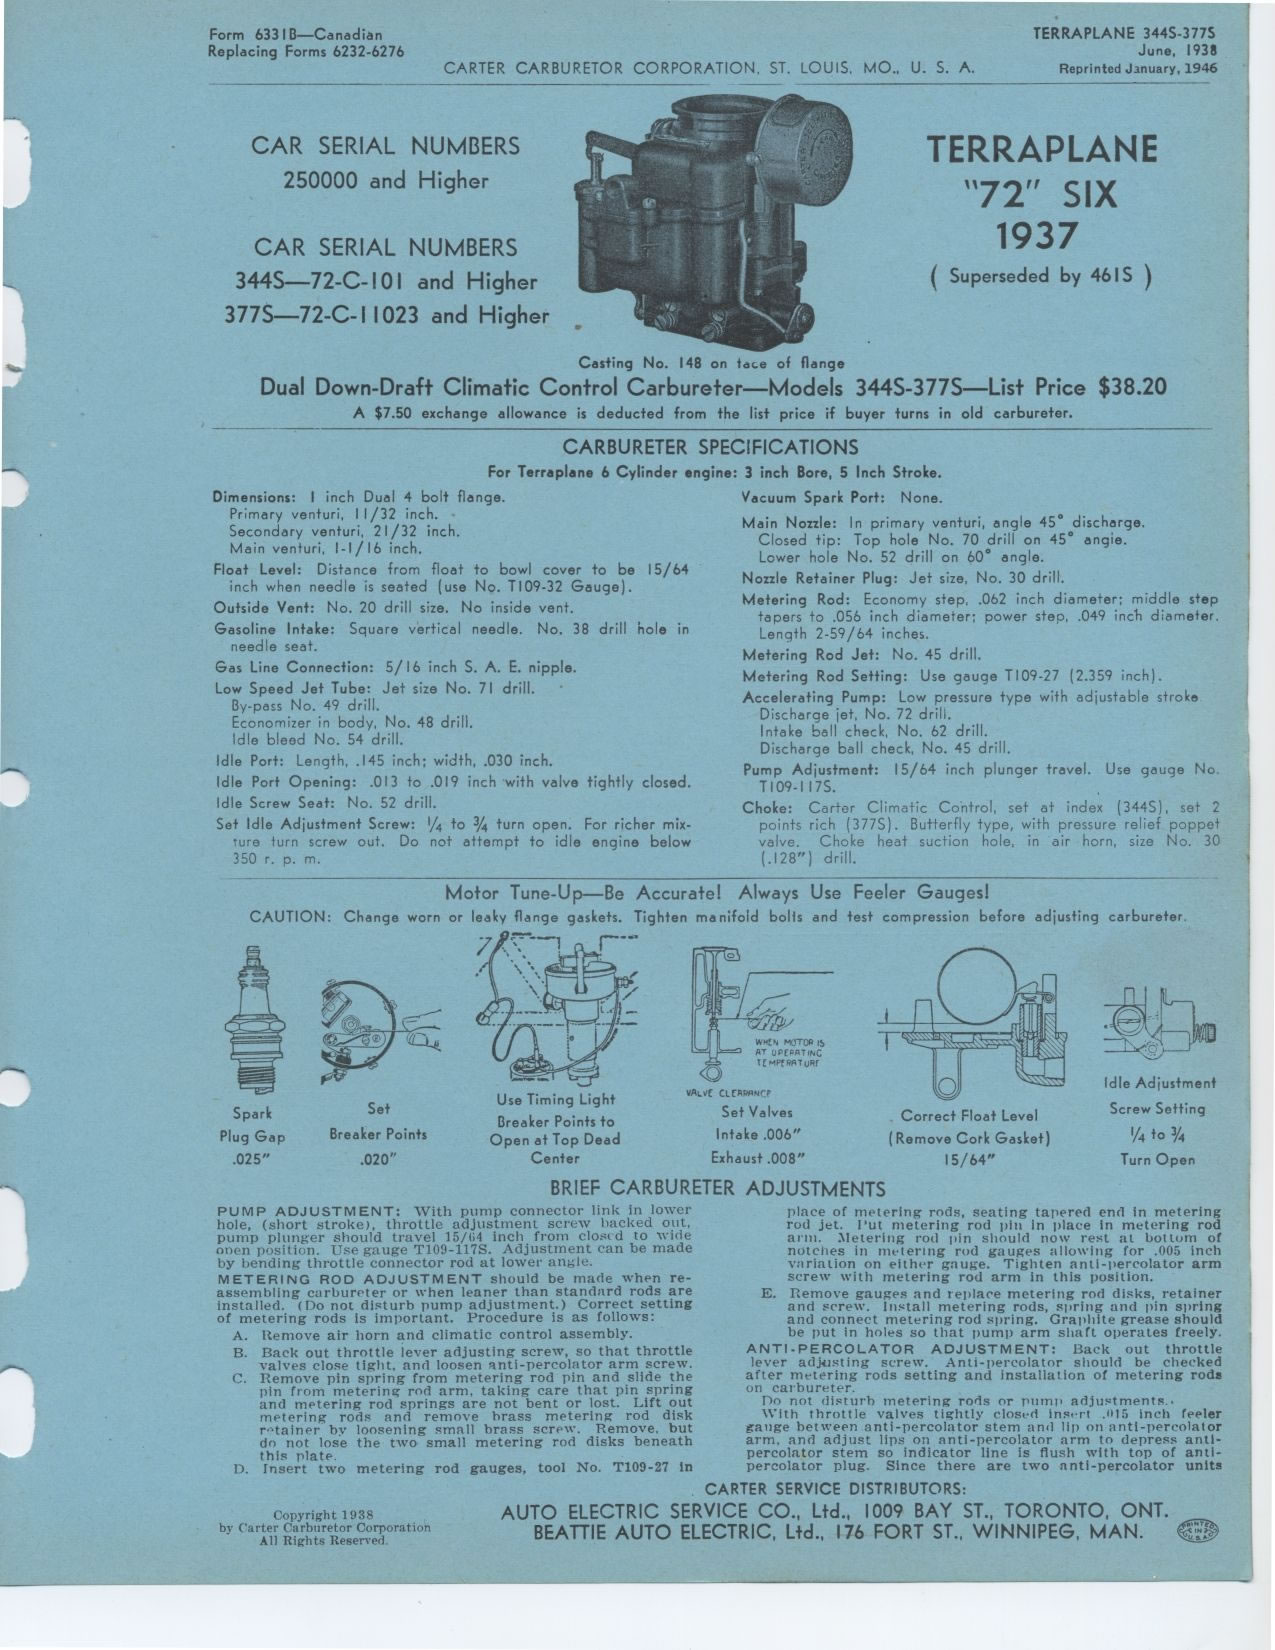 Form 6331B—Canadian
Replacing Forms 6232-6276
TERRAPLANE 344S-377S
June, 1938
Reprinted January, 1946
CARTER CARBURETOR CORPORATION, ST. LOUIS, MO., U. S. A.
CAR SERIAL NUMBERS
250000 and Higher
CAR SERIAL NUMBERS
344S—72-C-101 and Higher
377S—72-C-11023 and Higher
TERRAPLANE
"72" SIX
1937
( Superseded by 461S )
Casting No. 148 on face of flange
Dual Down-Draft Climatic Control Carbureter—Models 344S-377S—List Price $38.20
A $7.50 exchange allowance is deducted from the list price if buyer turns in old carbureter.
CARBURETER SPECIFICATIONS
For Terraplane 6 Cylinder engine: 3 inch Bore, 5 Inch Stroke.
Dimensions: 1 inch Dual 4 bolt flange.
Primary venturi, 11/32 inch.
Secondary venturi, 21/32 inch.
Main venturi, 1-1/16 inch.
Float Level: Distance from float to bowl cover to be 15/64
inch when needle is seated (use No. T109-32 Gauge).
Outside Vent: No. 20 drill size. No inside vent.
Gasoline Intake: Square vertical needle. No. 38 drill hole in
needle seat.
Gas Line Connection: 5/16 inch S. A. E. nipple.
Low Speed Jet Tube: Jet size No. 71 drill.
By-pass No. 49 drill.
Economizer in body, No. 48 drill.
Idle bleed No. 54 drill.
Idle Port: Length, .145 inch; width, .030 inch.
Idle Port Opening: .013 to .019 inch with valve tightly closed.
Idle Screw Seat: No. 52 drill.
Set Idle Adjustment Screw: ¼ to ¾ turn open. For richer mix-
ture turn screw out. Do not attempt to idle engine below
350 r. p. m.
Vacuum Spark Port: None.
Main Nozzle: In primary venturi, angle 45° discharge.
Closed tip: Top hole No. 70 drill on 45° angle.
Lower hole No. 52 drill on 60° angle.
Nozzle Retainer Plug: Jet size, No. 30 drill.
Metering Rod: Economy step, .062 inch diameter; middle step
tapers to .056 inch diameter; power step, .049 inch diameter.
Length 2-59/64 inches.
Metering Rod Jet: No. 45 drill.
Metering Rod Setting: Use gauge T109-27 (2.359 inch).
Accelerating Pump: Low pressure type with adjustable stroke.
Discharge jet, No. 72 drill.
Intake ball check, No. 62 drill.
Discharge ball check, No. 45 drill.
Pump Adjustment: 15/64 inch plunger travel. Use gauge No.
T109-117S.
Choke: Carter Climatic Control, set at index (344S), set 2
points rich (377S). Butterfly type, with pressure relief poppet
valve. Choke heat suction hole, in air horn, size No. 30
(.128") drill.
Motor Tune-Up—Be Accurate! Always Use Feeler Gauges!
CAUTION: Change worn or leaky flange gaskets. Tighten manifold bolts and test compression before adjusting carbureter.
Spark
Plug Gap
.025"
Set
Breaker Points
.020"
Use Timing Light
Breaker Points to
Open at Top Dead
Center
WHEN MOTOR IS
AT OPERATING
TEMPERATURE
VALVE CLEARANCE
Set Valves
Intake .006"
Exhaust .008"
Correct Float Level
(Remove Cork Gasket)
15/64"
Idle Adjustment
Screw Setting
¼ to ¾
Turn Open
BRIEF CARBURETER ADJUSTMENTS
PUMP ADJUSTMENT: With pump connector link in lower
hole, (short stroke), throttle adjustment screw backed out,
pump plunger should travel 15/64 inch from closed to wide
open position. Use gauge T109-117S. Adjustment can be made
by bending throttle connector rod at lower angle.
METERING ROD ADJUSTMENT should be made when re-
assembling carbureter or when leaner than standard rods are
installed. (Do not disturb pump adjustment.) Correct setting
of metering rods is important. Procedure is as follows:
A. Remove air horn and climatic control assembly.
B. Back out throttle lever adjusting screw, so that throttle
valves close tight, and loosen anti-percolator arm screw.
C. Remove pin spring from metering rod pin and slide the
pin from metering rod arm, taking care that pin spring
and metering rod springs are not bent or lost. Lift out
metering rods and remove brass metering rod disk
retainer by loosening small brass screw. Remove, but
do not lose the two small metering rod disks beneath
this plate.
D. Insert two metering rod gauges, tool No. T109-27 in
place of metering rods, seating tapered end in metering
rod jet. Put metering rod pin in place in metering rod
arm. Metering rod pin should now rest at bottom of
notches in metering rod gauges allowing for .005 inch
variation on either gauge. Tighten anti-percolator arm
screw with metering rod arm in this position.
E. Remove gauges and replace metering rod disks, retainer
and screw. Install metering rods, spring and pin spring
and connect metering rod spring. Graphite grease should
be put in holes so that pump arm shaft operates freely.
ANTI-PERCOLATOR ADJUSTMENT: Back out throttle
lever adjusting screw. Anti-percolator should be checked
after metering rods setting and installation of metering rods
on carbureter.
Do not disturb metering rods or pump adjustments.
With throttle valves tightly closed insert .015 inch feeler
gauge between anti-percolator stem and lip on anti-percolator
arm, and adjust lips on anti-percolator arm to depress anti-
percolator stem so indicator line is flush with top of anti-
percolator plug. Since there are two anti-percolator units
CARTER SERVICE DISTRIBUTORS:
AUTO ELECTRIC SERVICE CO., Ltd., 1009 BAY ST., TORONTO, ONT.
BEATTIE AUTO ELECTRIC, Ltd., 176 FORT ST., WINNIPEG, MAN.
Copyright 1938
by Carter Carburetor Corporation
All Rights Reserved.
PRINTED
IN
U.S.A.